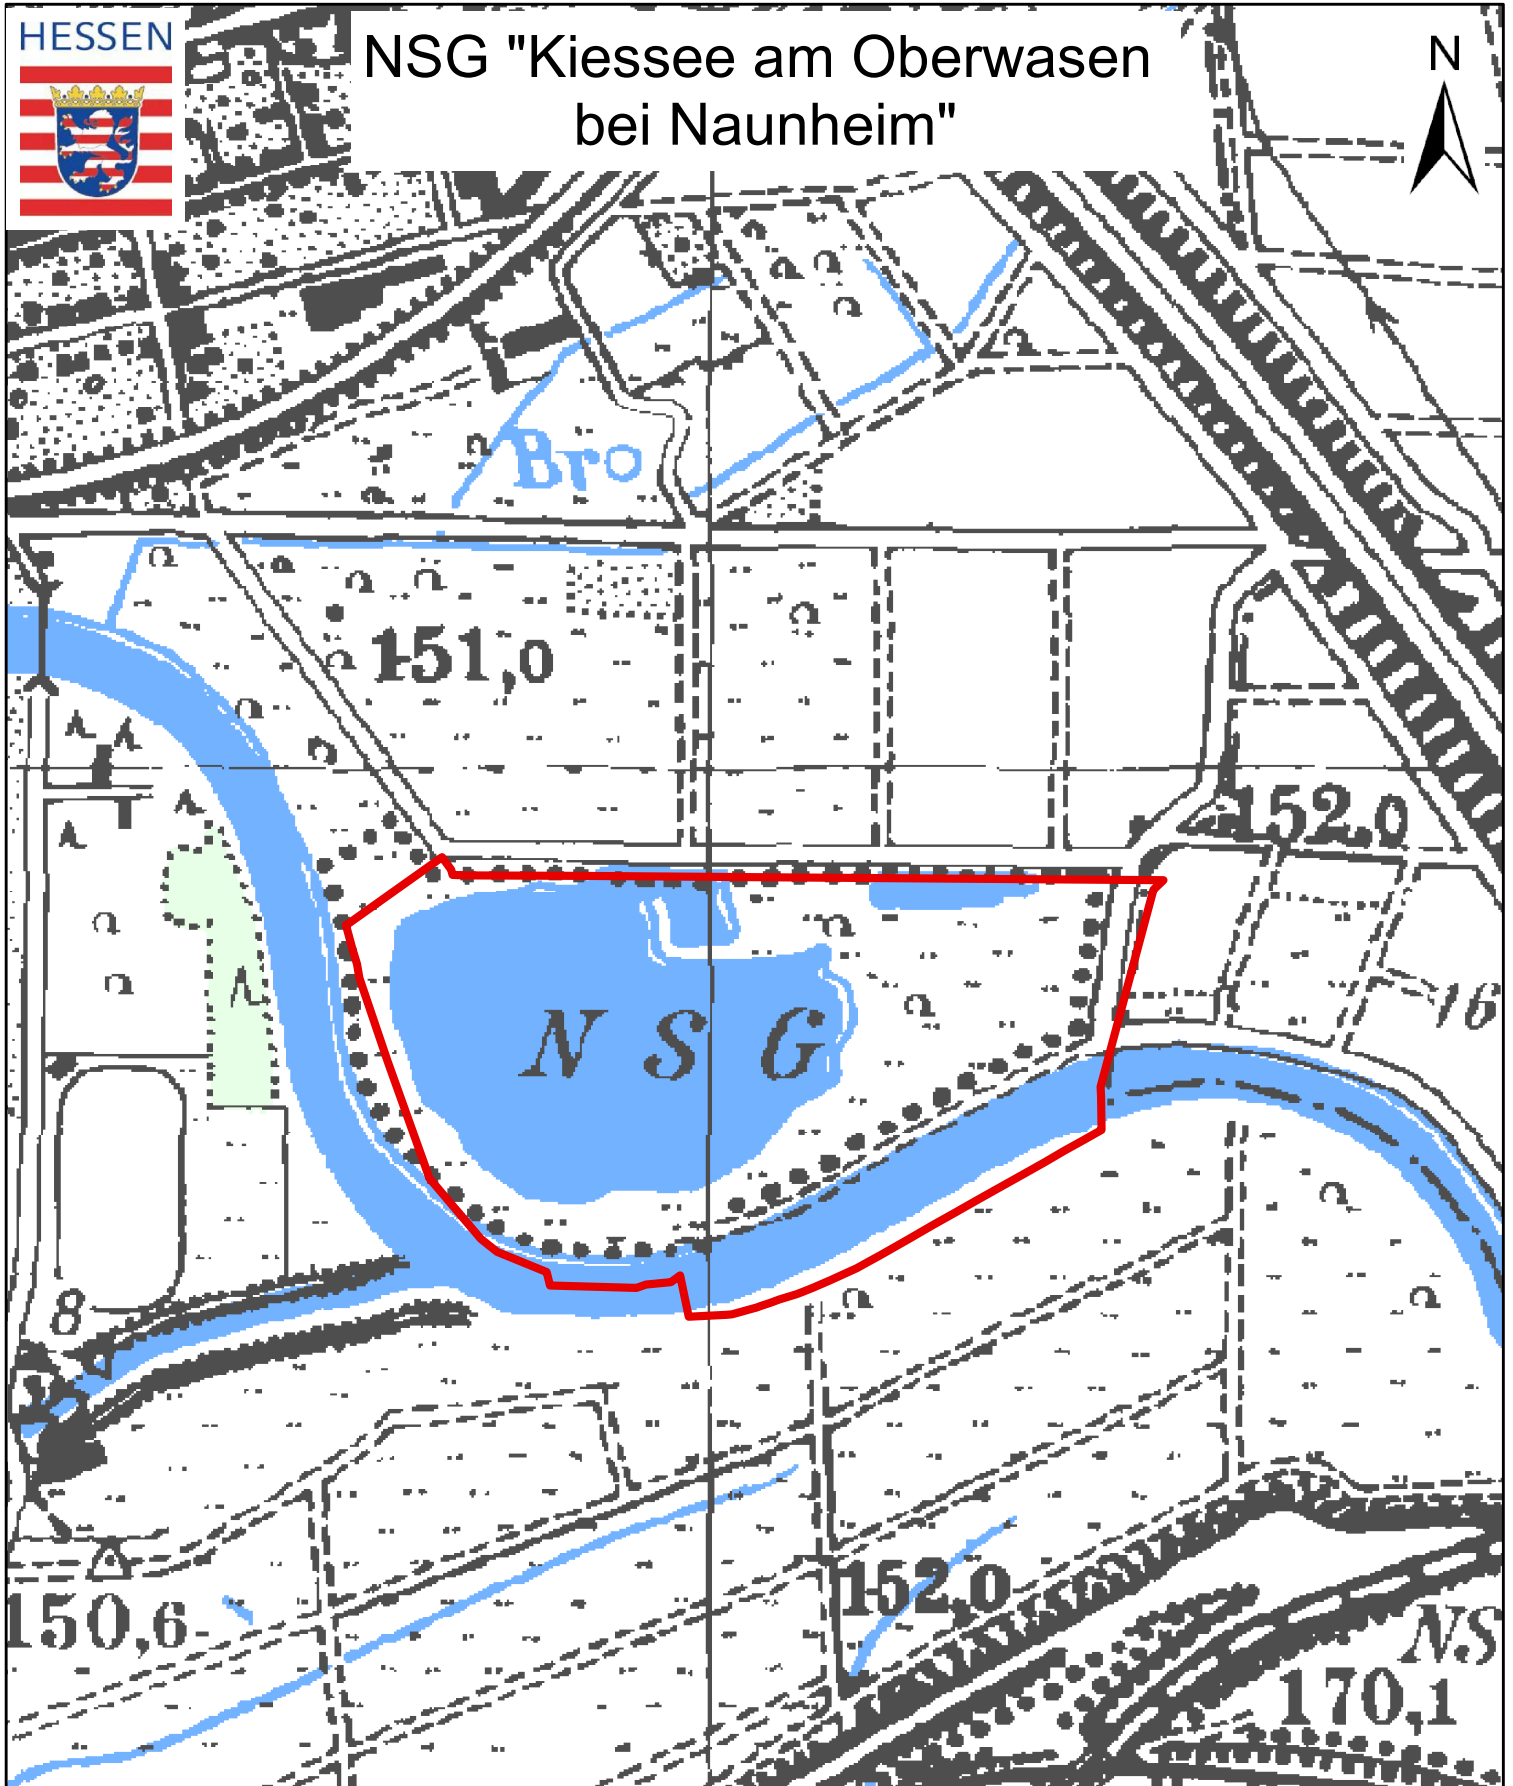 HESSEN
NSG "Kiessee am Oberwasen
bei Naunheim"
N
Bro
151,0
152,0
N S G
16
8
152,0
150,6
NS
170,1